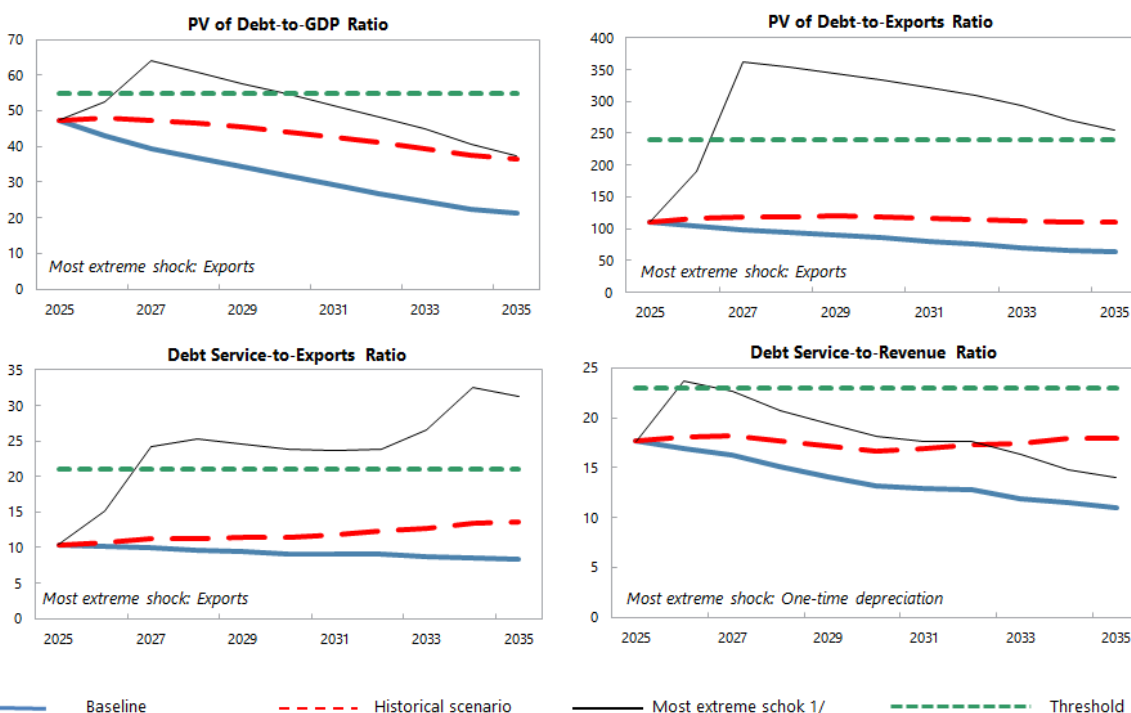 PV of Debt-to-GDP Ratio
70
60
50
40
30
20
10
0
Most extreme shock: Exports
2025 2027 2029 2031 2033 2035
PV of Debt-to-Exports Ratio
400
350
300
250
200
150
100
50
0
Most extreme shock: Exports
2025 2027 2029 2031 2033 2035
Debt Service-to-Exports Ratio
35
30
25
20
15
10
5
0
Most extreme shock: Exports
2025 2027 2029 2031 2033 2035
Debt Service-to-Revenue Ratio
25
20
15
10
5
0
Most extreme shock: One-time depreciation
2025 2027 2029 2031 2033 2035
Baseline Historical scenario Most extreme schok 1/ Threshold